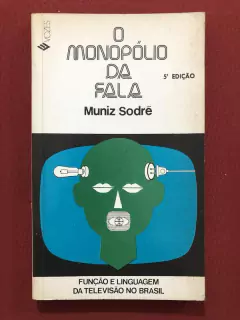 VOZES
O
MONOPÓLIO
DA
FALA
5ª EDIÇÃO
Muniz Sodré
FUNÇÃO E LINGUAGEM
DA TELEVISÃO NO BRASIL